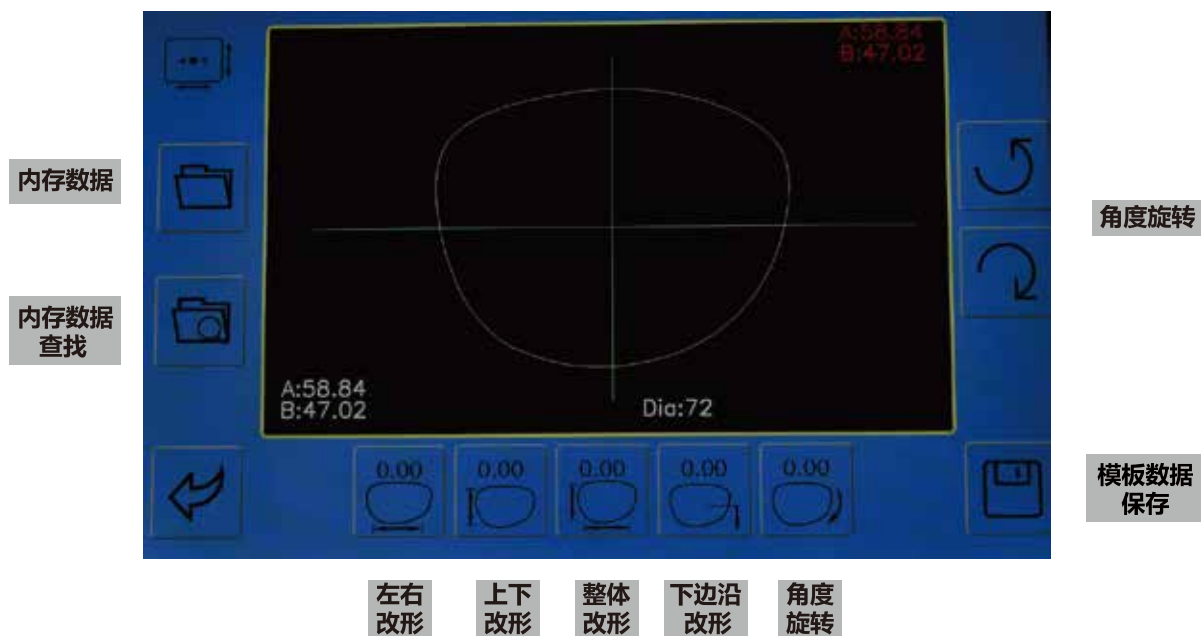 A:58.84
B:47.02
内存数据
角度旋转
内存数据
查找
A:58.84
B:47.02
Dia:72
0.00
0.00
0.00
0.00
0.00
模板数据
保存
左右
改形
上下
改形
整体
改形
下边沿
改形
角度
旋转